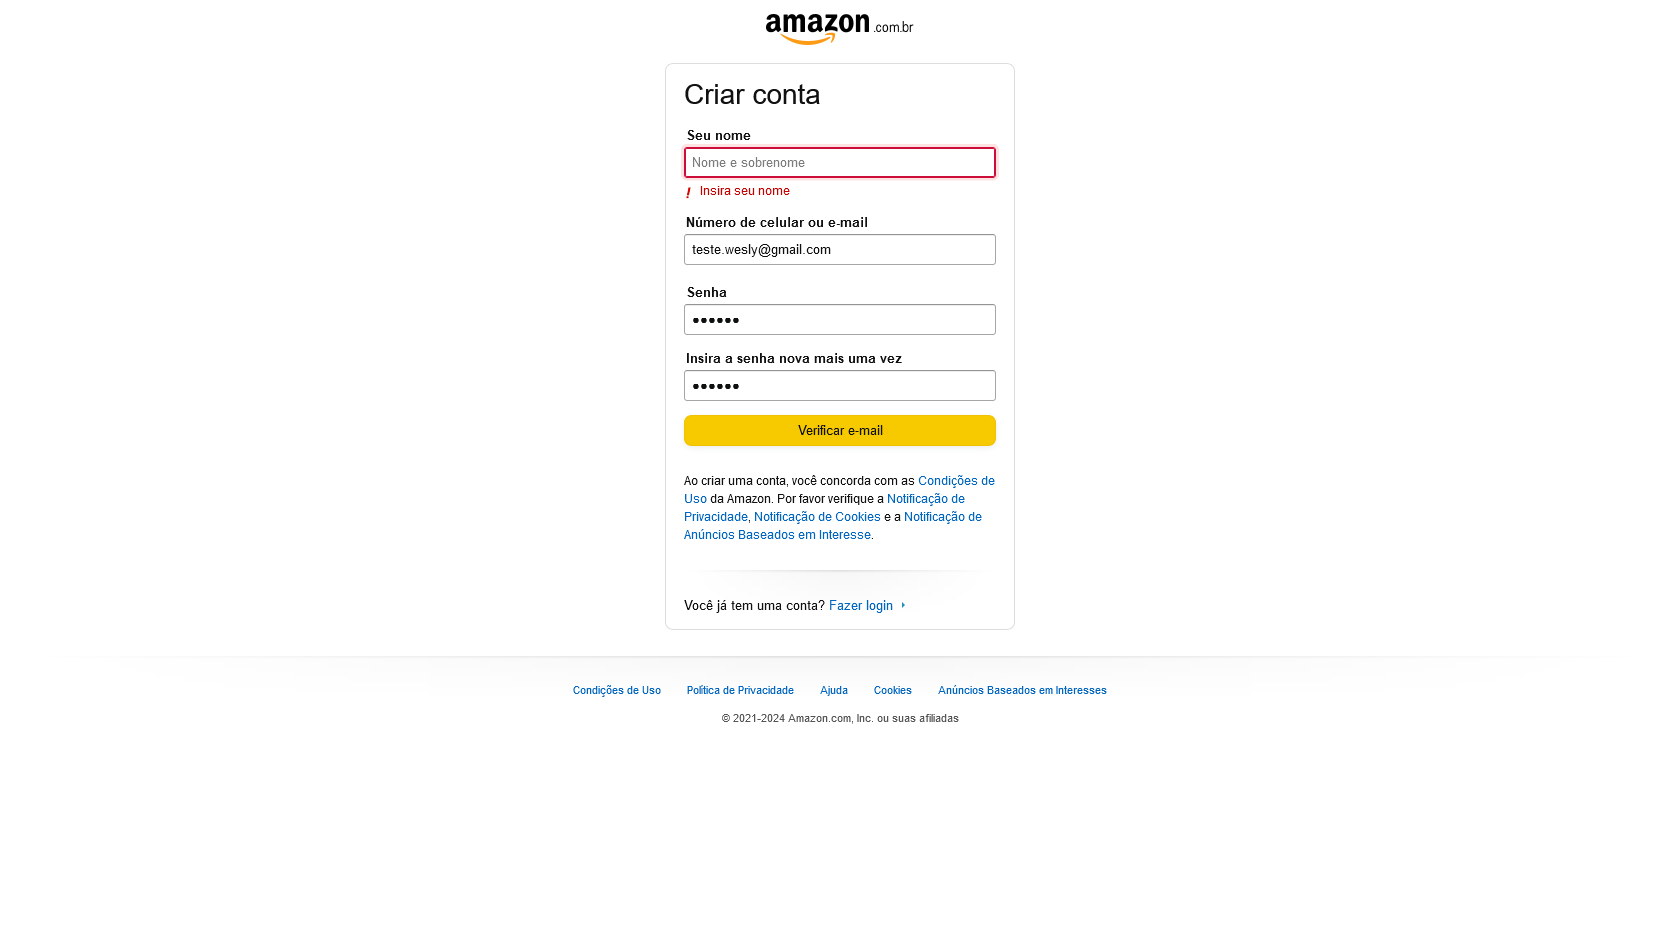 amazon.com.br
Criar conta
Seu nome
Nome e sobrenome
! Insira seu nome
Número de celular ou e-mail
teste.wesly@gmail.com
Senha
••••••
Insira a senha nova mais uma vez
••••••
Verificar e-mail
Ao criar uma conta, você concorda com as Condições de
Uso da Amazon. Por favor verifique a Notificação de
Privacidade, Notificação de Cookies e a Notificação de
Anúncios Baseados em Interesse.
Você já tem uma conta? Fazer login
Condições de Uso Política de Privacidade Ajuda Cookies Anúncios Baseados em Interesses
© 2021-2024 Amazon.com, Inc. ou suas afiliadas